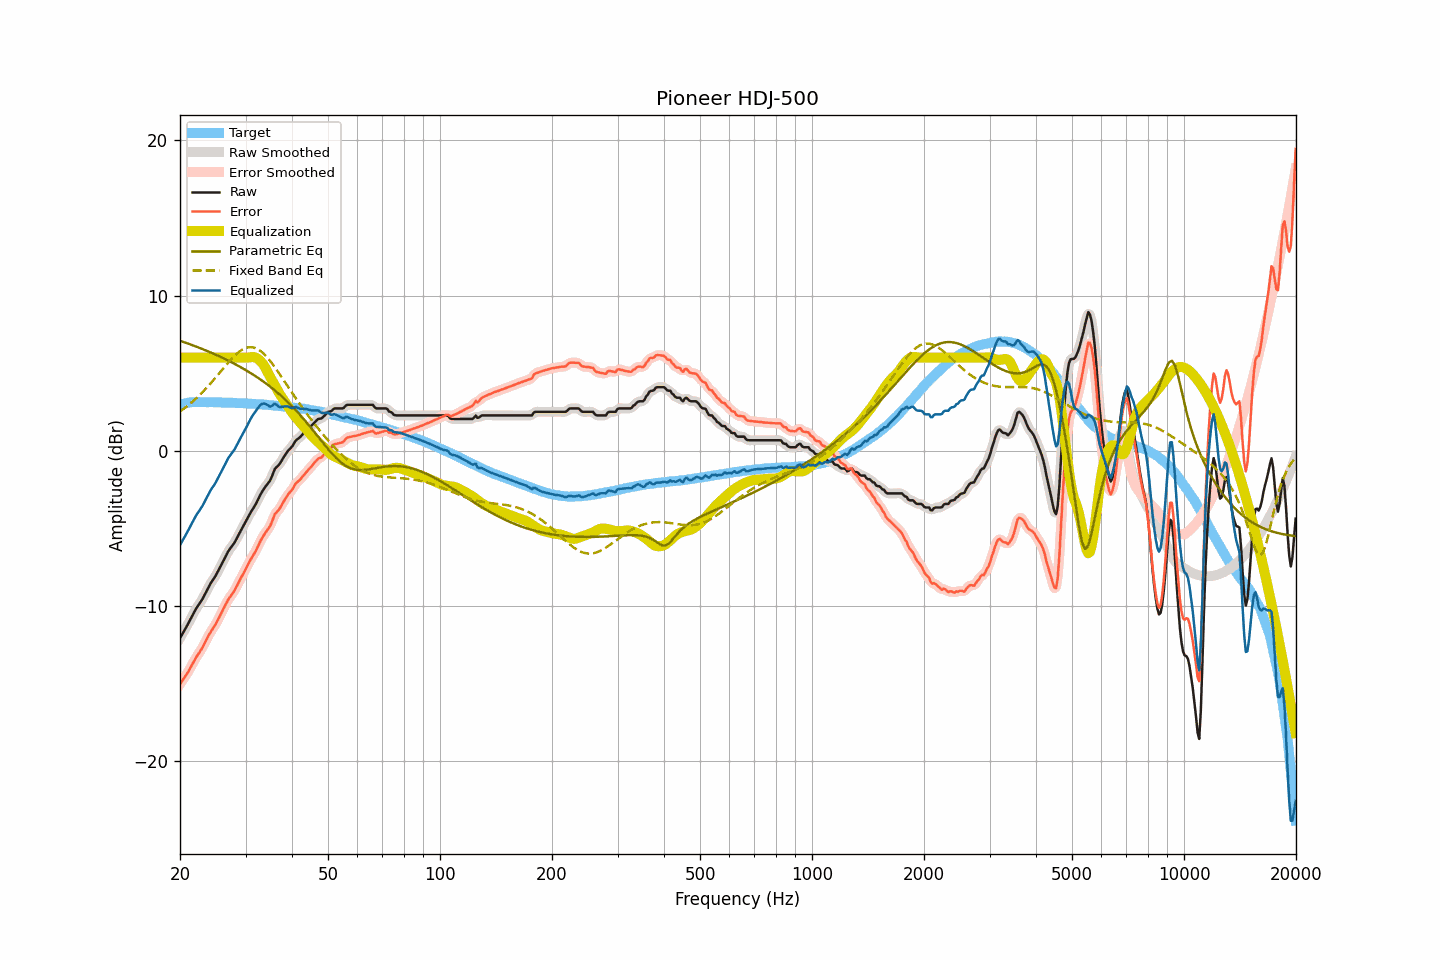 Pioneer HDJ-500
Target
Raw Smoothed
Error Smoothed
Raw
Error
Equalization
Parametric Eq
Fixed Band Eq
Equalized
20
10
0
−10
−20
Amplitude (dBr)
20 50 100 200 500 1000 2000 5000 10000 20000
Frequency (Hz)